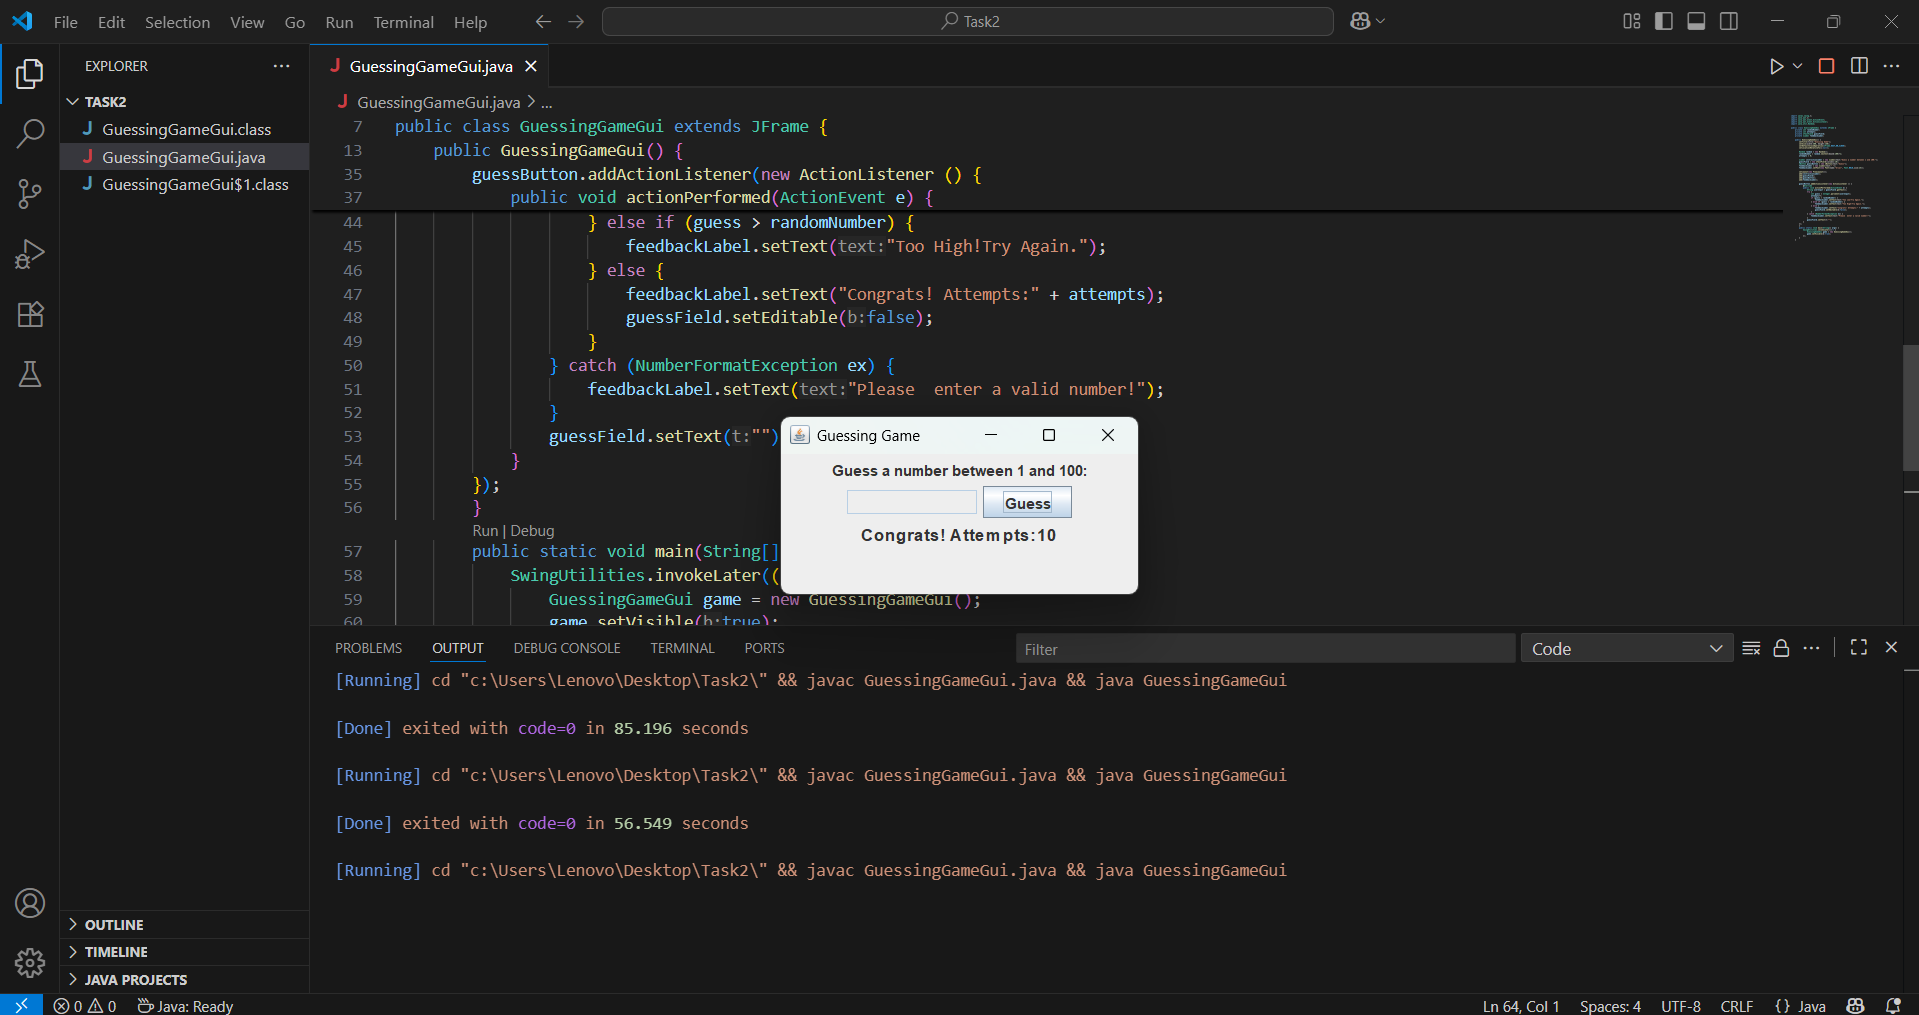 File Edit Selection View Go Run Terminal Help
Task2
EXPLORER
TASK2
GuessingGameGui.class
GuessingGameGui.java
GuessingGameGui$1.class
OUTLINE
TIMELINE
JAVA PROJECTS
J GuessingGameGui.java
J GuessingGameGui.java > ...
7 public class GuessingGameGui extends JFrame {
13 public GuessingGameGui() {
35 guessButton.addActionListener(new ActionListener () {
37 public void actionPerformed(ActionEvent e) {
44 } else if (guess > randomNumber) {
45 feedbackLabel.setText(text:"Too High!Try Again.");
46 } else {
47 feedbackLabel.setText("Congrats! Attempts:" + attempts);
48 guessField.setEditable(b:false);
49 }
50 } catch (NumberFormatException ex) {
51 feedbackLabel.setText(text:"Please  enter a valid number!");
52 }
53 guessField.setText(t:"")
54 }
55 });
56 }
Run | Debug
57 public static void main(String[]
58 SwingUtilities.invokeLater((
59 GuessingGameGui game = new GuessingGameGui();
60 game.setVisible(b:true);
Guessing Game
Guess a number between 1 and 100:
Guess
Congrats! Attempts:10
PROBLEMS OUTPUT DEBUG CONSOLE TERMINAL PORTS
Filter
Code
[Running] cd "c:\Users\Lenovo\Desktop\Task2\" && javac GuessingGameGui.java && java GuessingGameGui
[Done] exited with code=0 in 85.196 seconds
[Running] cd "c:\Users\Lenovo\Desktop\Task2\" && javac GuessingGameGui.java && java GuessingGameGui
[Done] exited with code=0 in 56.549 seconds
[Running] cd "c:\Users\Lenovo\Desktop\Task2\" && javac GuessingGameGui.java && java GuessingGameGui
0 0 Java: Ready
Ln 64, Col 1 Spaces: 4 UTF-8 CRLF {} Java